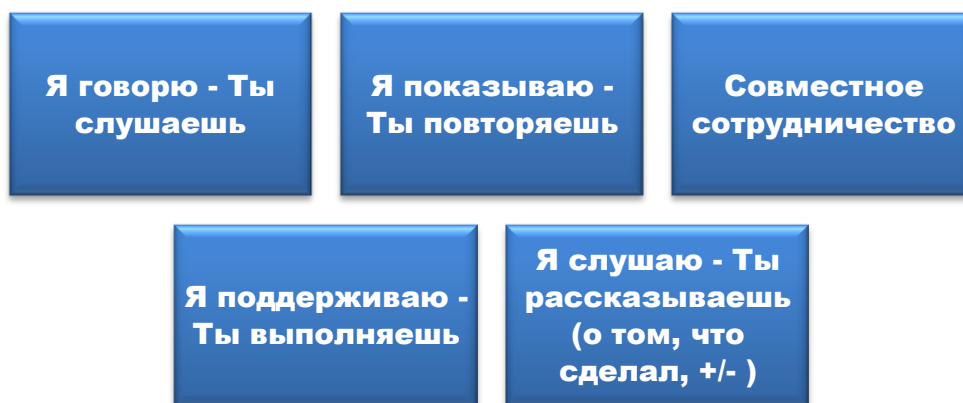 Я говорю - Ты
слушаешь
Я показываю -
Ты повторяешь
Совместное
сотрудничество
Я поддерживаю -
Ты выполняешь
Я слушаю - Ты
рассказываешь
(о том, что
сделал, +/- )